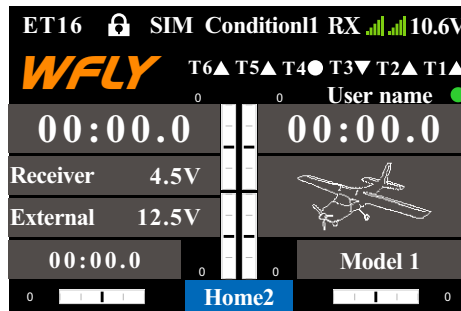 ET16 SIM Conditionl1 RX 10.6V
WFLY T6▲ T5▲ T4● T3▼ T2▲ T1▲
0 0 User name
00:00.0 00:00.0
Receiver 4.5V
External 12.5V
00:00.0 0 0 Model 1
0 Home2 0